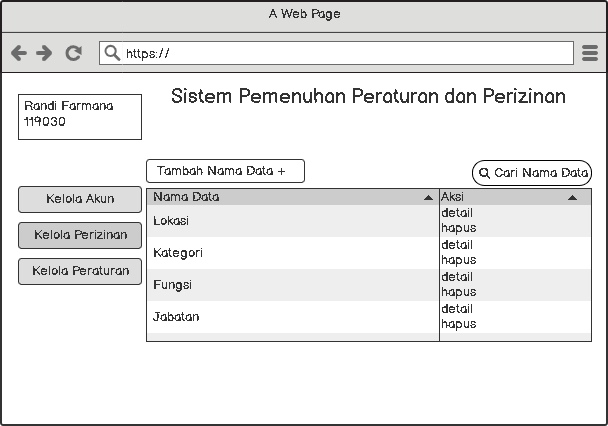 A Web Page
https://
Sistem Pemenuhan Peraturan dan Perizinan
Randi Farmana
119030
Tambah Nama Data +
Cari Nama Data
Kelola Akun
Kelola Perizinan
Kelola Peraturan
Nama Data
Aksi
Lokasi
detail
hapus
Kategori
detail
hapus
Fungsi
detail
hapus
Jabatan
detail
hapus